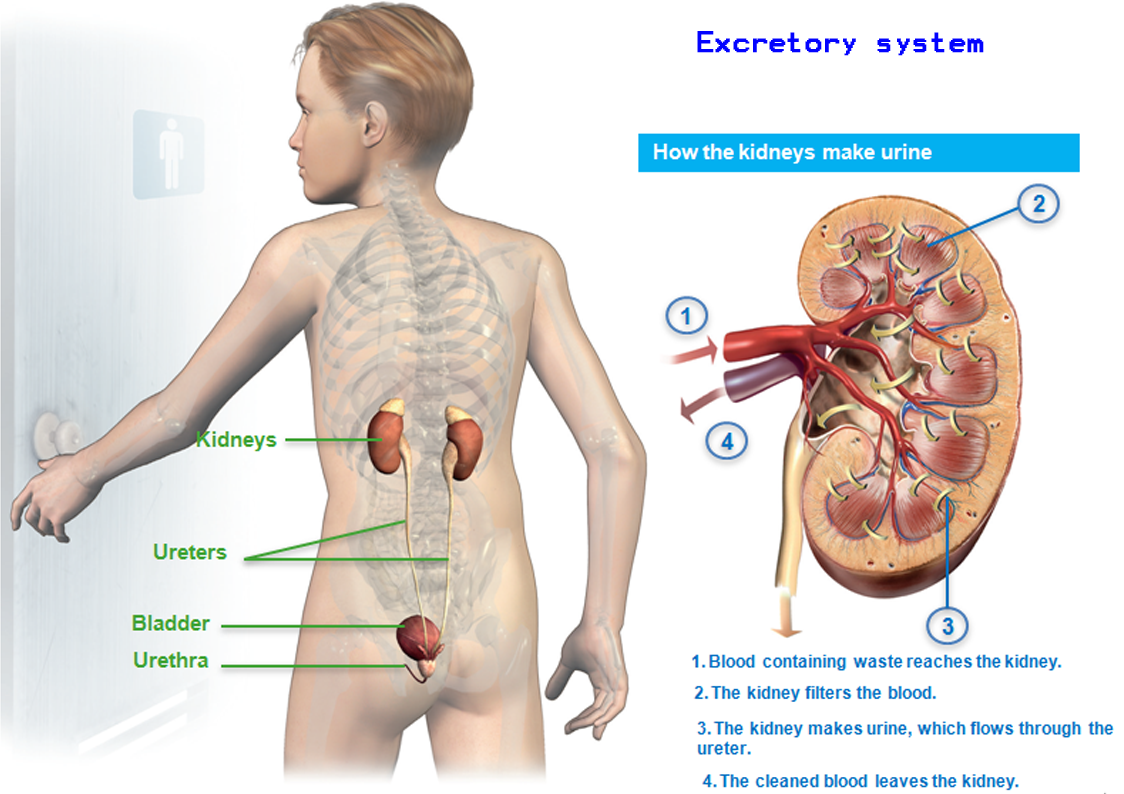 Excretory system
How the kidneys make urine
2
1
4
3
Kidneys
Ureters
Bladder
Urethra
1. Blood containing waste reaches the kidney.
2. The kidney filters the blood.
3. The kidney makes urine, which flows through the
ureter.
4. The cleaned blood leaves the kidney.